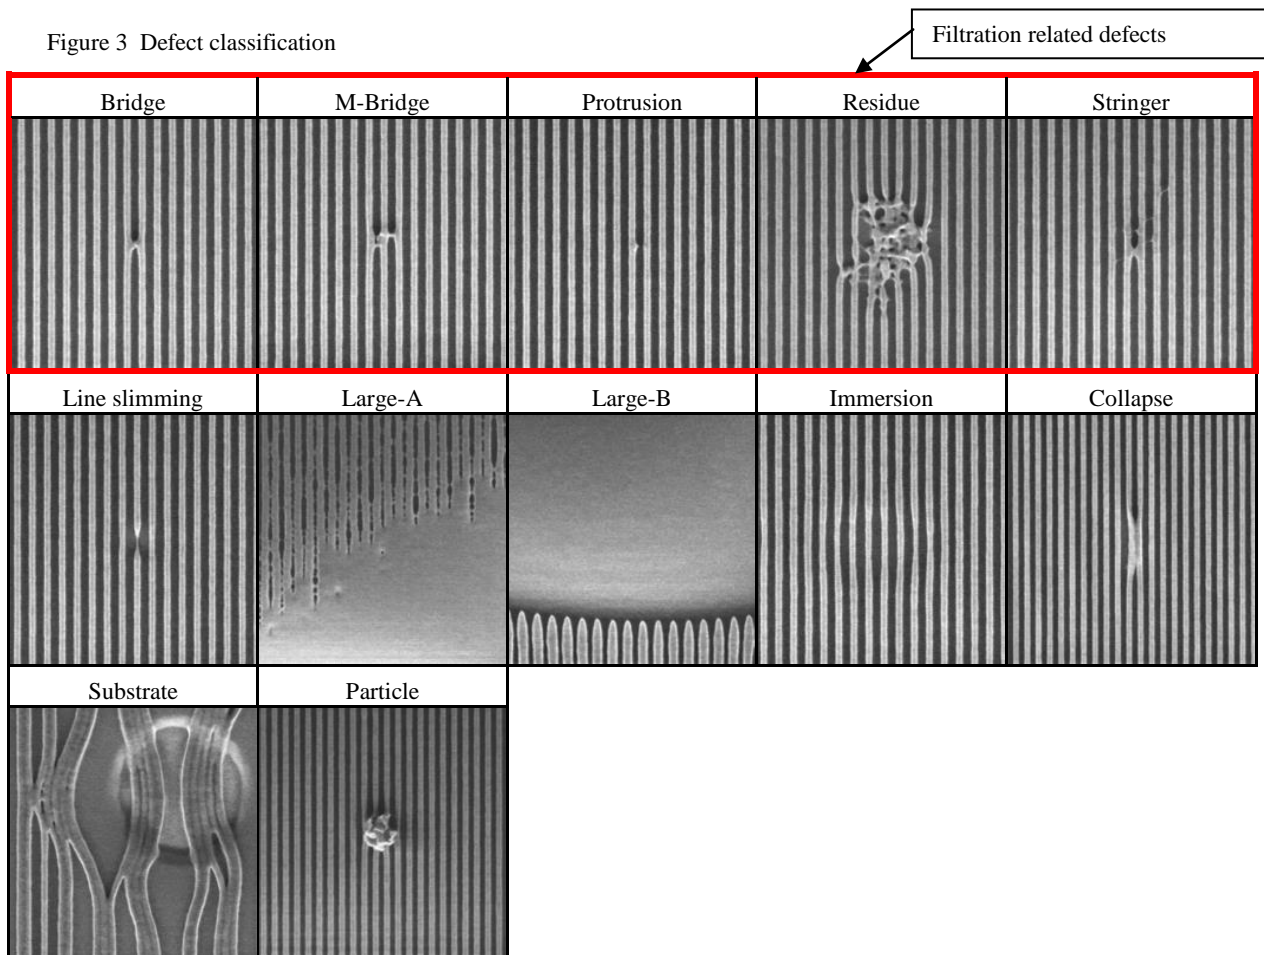 Figure 3  Defect classification
Filtration related defects
Bridge
M-Bridge
Protrusion
Residue
Stringer
Line slimming
Large-A
Large-B
Immersion
Collapse
Substrate
Particle